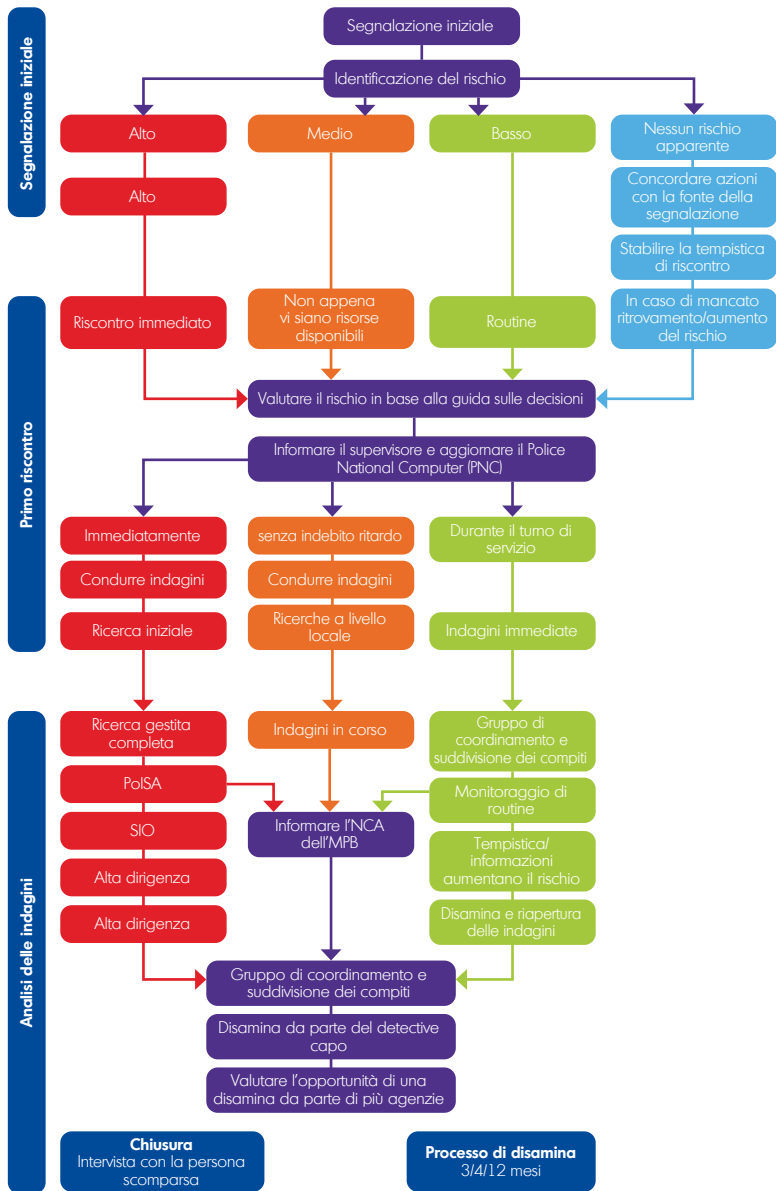 Segnalazione iniziale
Segnalazione iniziale
Identificazione del rischio
Alto
Medio
Basso
Nessun rischio
apparente
Alto
Concordare azioni
con la fonte della
segnalazione
Stabilire la tempistica
di riscontro
Primo riscontro
Riscontro immediato
Non appena
vi siano risorse
disponibili
Routine
In caso di mancato
ritrovamento/aumento
del rischio
Valutare il rischio in base alla guida sulle decisioni
Informare il supervisore e aggiornare il Police
National Computer (PNC)
Immediatamente
senza indebito ritardo
Durante il turno di
servizio
Condurre indagini
Condurre indagini
Ricerca iniziale
Ricerche a livello
locale
Indagini immediate
Analisi delle indagini
Ricerca gestita
completa
Indagini in corso
Gruppo di
coordinamento e
suddivisione dei compiti
PolSA
Monitoraggio di
routine
SIO
Informare l’NCA
dell’MPB
Tempistica/
informazioni
aumentano il rischio
Alta dirigenza
Alta dirigenza
Disamina e riapertura
delle indagini
Gruppo di coordinamento e
suddivisione dei compiti
Disamina da parte del detective
capo
Valutare l’opportunità di una
disamina da parte di più agenzie
Chiusura
Intervista con la persona
scomparsa
Processo di disamina
3/4/12 mesi